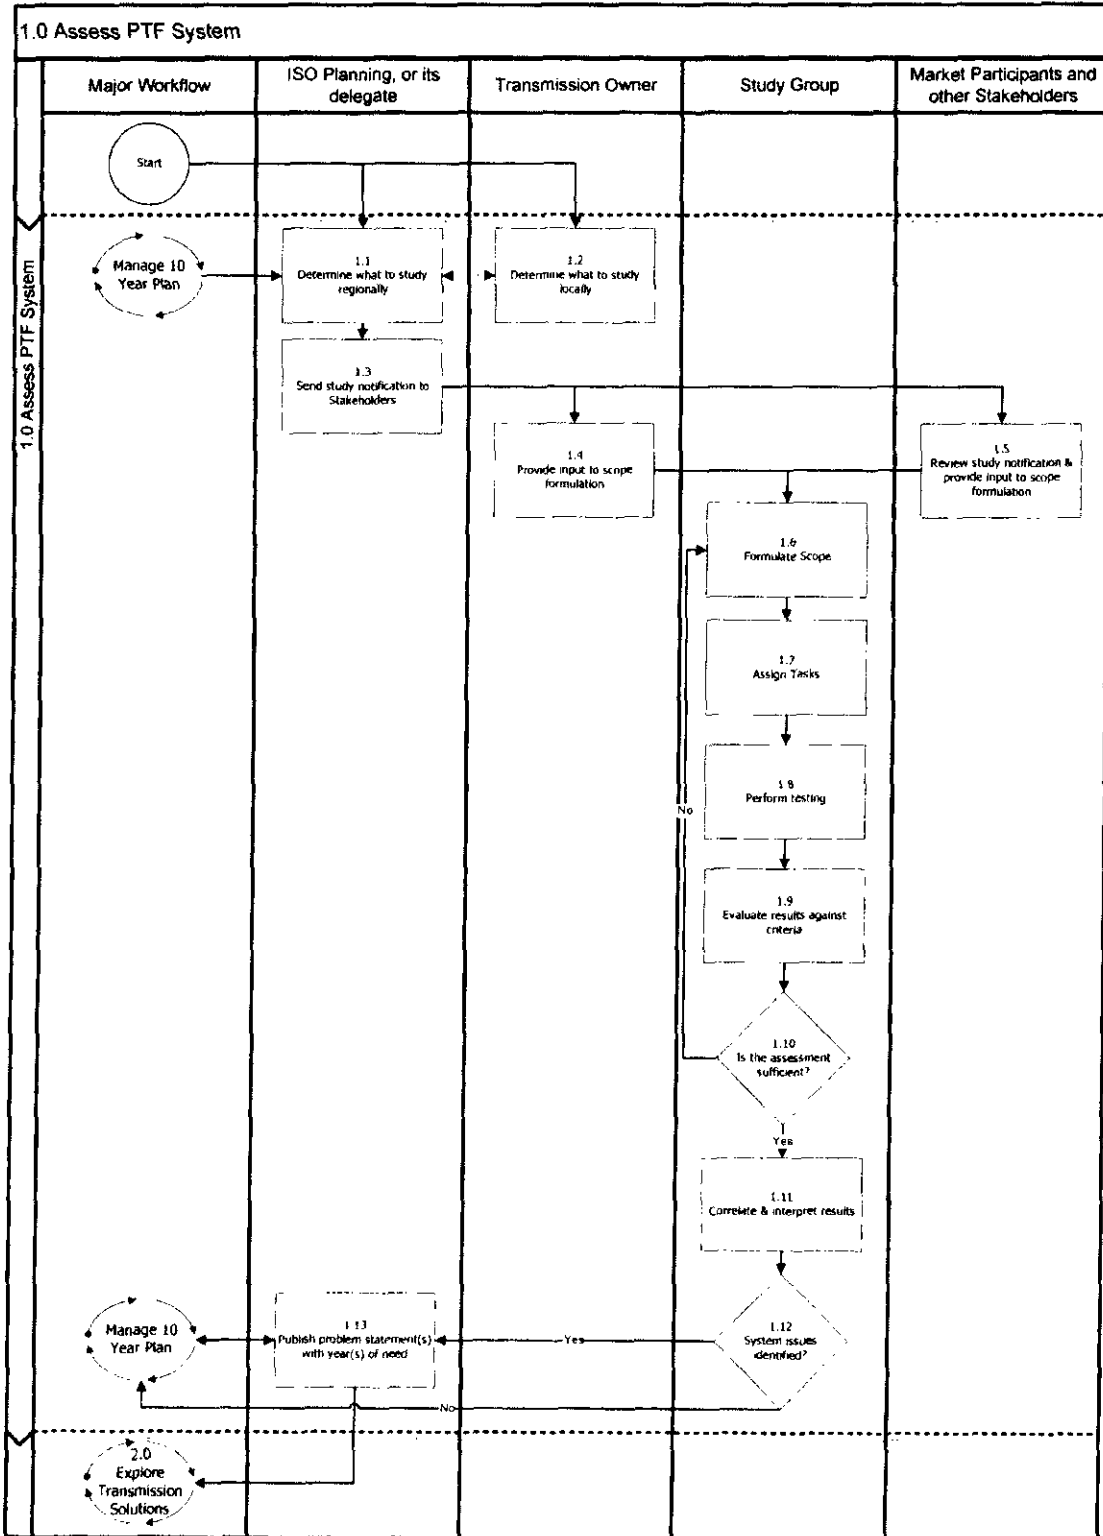 1.0 Assess PTF System
Major Workflow
ISO Planning, or its
delegate
Transmission Owner
Study Group
Market Participants and
other Stakeholders
Start
1.0 Assess PTF System
Manage 10
Year Plan
1.1
Determine what to study
regionally
1.2
Determine what to study
locally
1.3
Send study notification to
Stakeholders
1.4
Provide input to scope
formulation
1.5
Review study notification &
provide input to scope
formulation
1.6
Formulate Scope
1.7
Assign Tasks
1.8
Perform testing
No
1.9
Evaluate results against
criteria
1.10
Is the assessment
sufficient?
Yes
1.11
Correlate & interpret results
Manage 10
Year Plan
1.13
Publish problem statement(s)
with year(s) of need
Yes
1.12
System issues
identified?
No
2.0
Explore
Transmission
Solutions